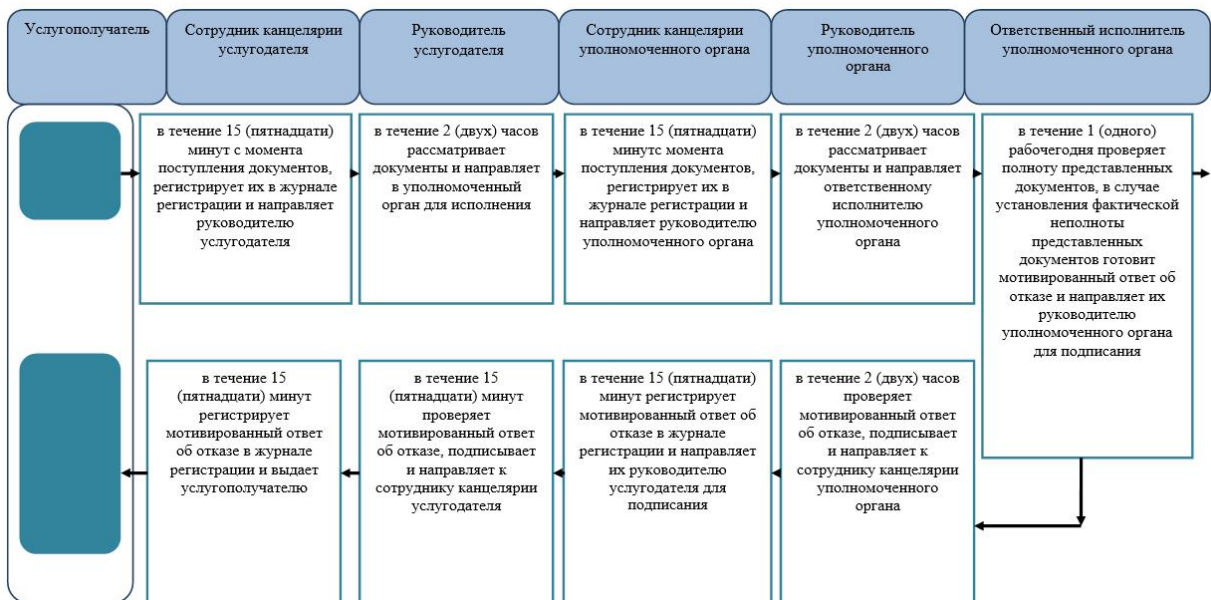 Услугополучатель
Сотрудник канцелярии
услугодателя
Руководитель
услугодателя
Сотрудник канцелярии
уполномоченного органа
Руководитель
уполномоченного
органа
Ответственный исполнитель
уполномоченного органа
в течение 15 (пятнадцати)
минут с момента
поступления документов,
регистрирует их в журнале
регистрации и направляет
руководителю
услугодателя
в течение 2 (двух) часов
рассматривает
документы и направляет
в уполномоченный
орган для исполнения
в течение 15 (пятнадцати)
минутс момента
поступления документов,
регистрирует их в
журнале регистрации и
направляет руководителю
уполномоченного органа
в течение 2 (двух) часов
рассматривает
документы и направляет
ответственному
исполнителю
уполномоченного
органа
в течение 1 (одного)
рабочегодня проверяет
полноту представленных
документов, в случае
установления фактической
неполноты
представленных
документов готовит
мотивированный ответ об
отказе и направляет их
руководителю
уполномоченного органа
для подписания
в течение 15
(пятнадцати) минут
регистрирует
мотивированный ответ
об отказе в журнале
регистрации и выдает
услугополучателю
в течение 15
(пятнадцати) минут
проверяет
мотивированный ответ
об отказе, подписывает
и направляет к
сотруднику канцелярии
услугодателя
в течение 15 (пятнадцати)
минут регистрирует
мотивированный ответ об
отказе в журнале
регистрации и направляет
их руководителю
услугодателя для
подписания
в течение 2 (двух) часов
проверяет
мотивированный ответ
об отказе, подписывает
и направляет к
сотруднику канцелярии
уполномоченного
органа